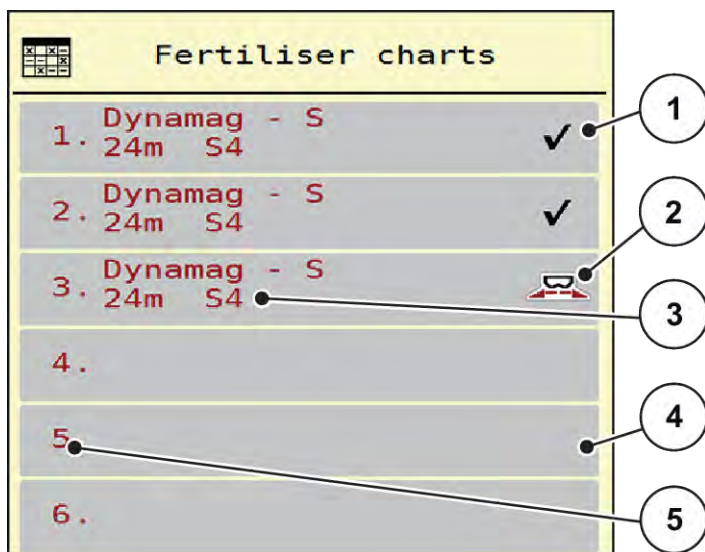 Fertiliser charts
1. Dynamag - S
24m S4
2. Dynamag - S
24m S4
3. Dynamag - S
24m S4
4.
5
6.
1
2
3
4
5